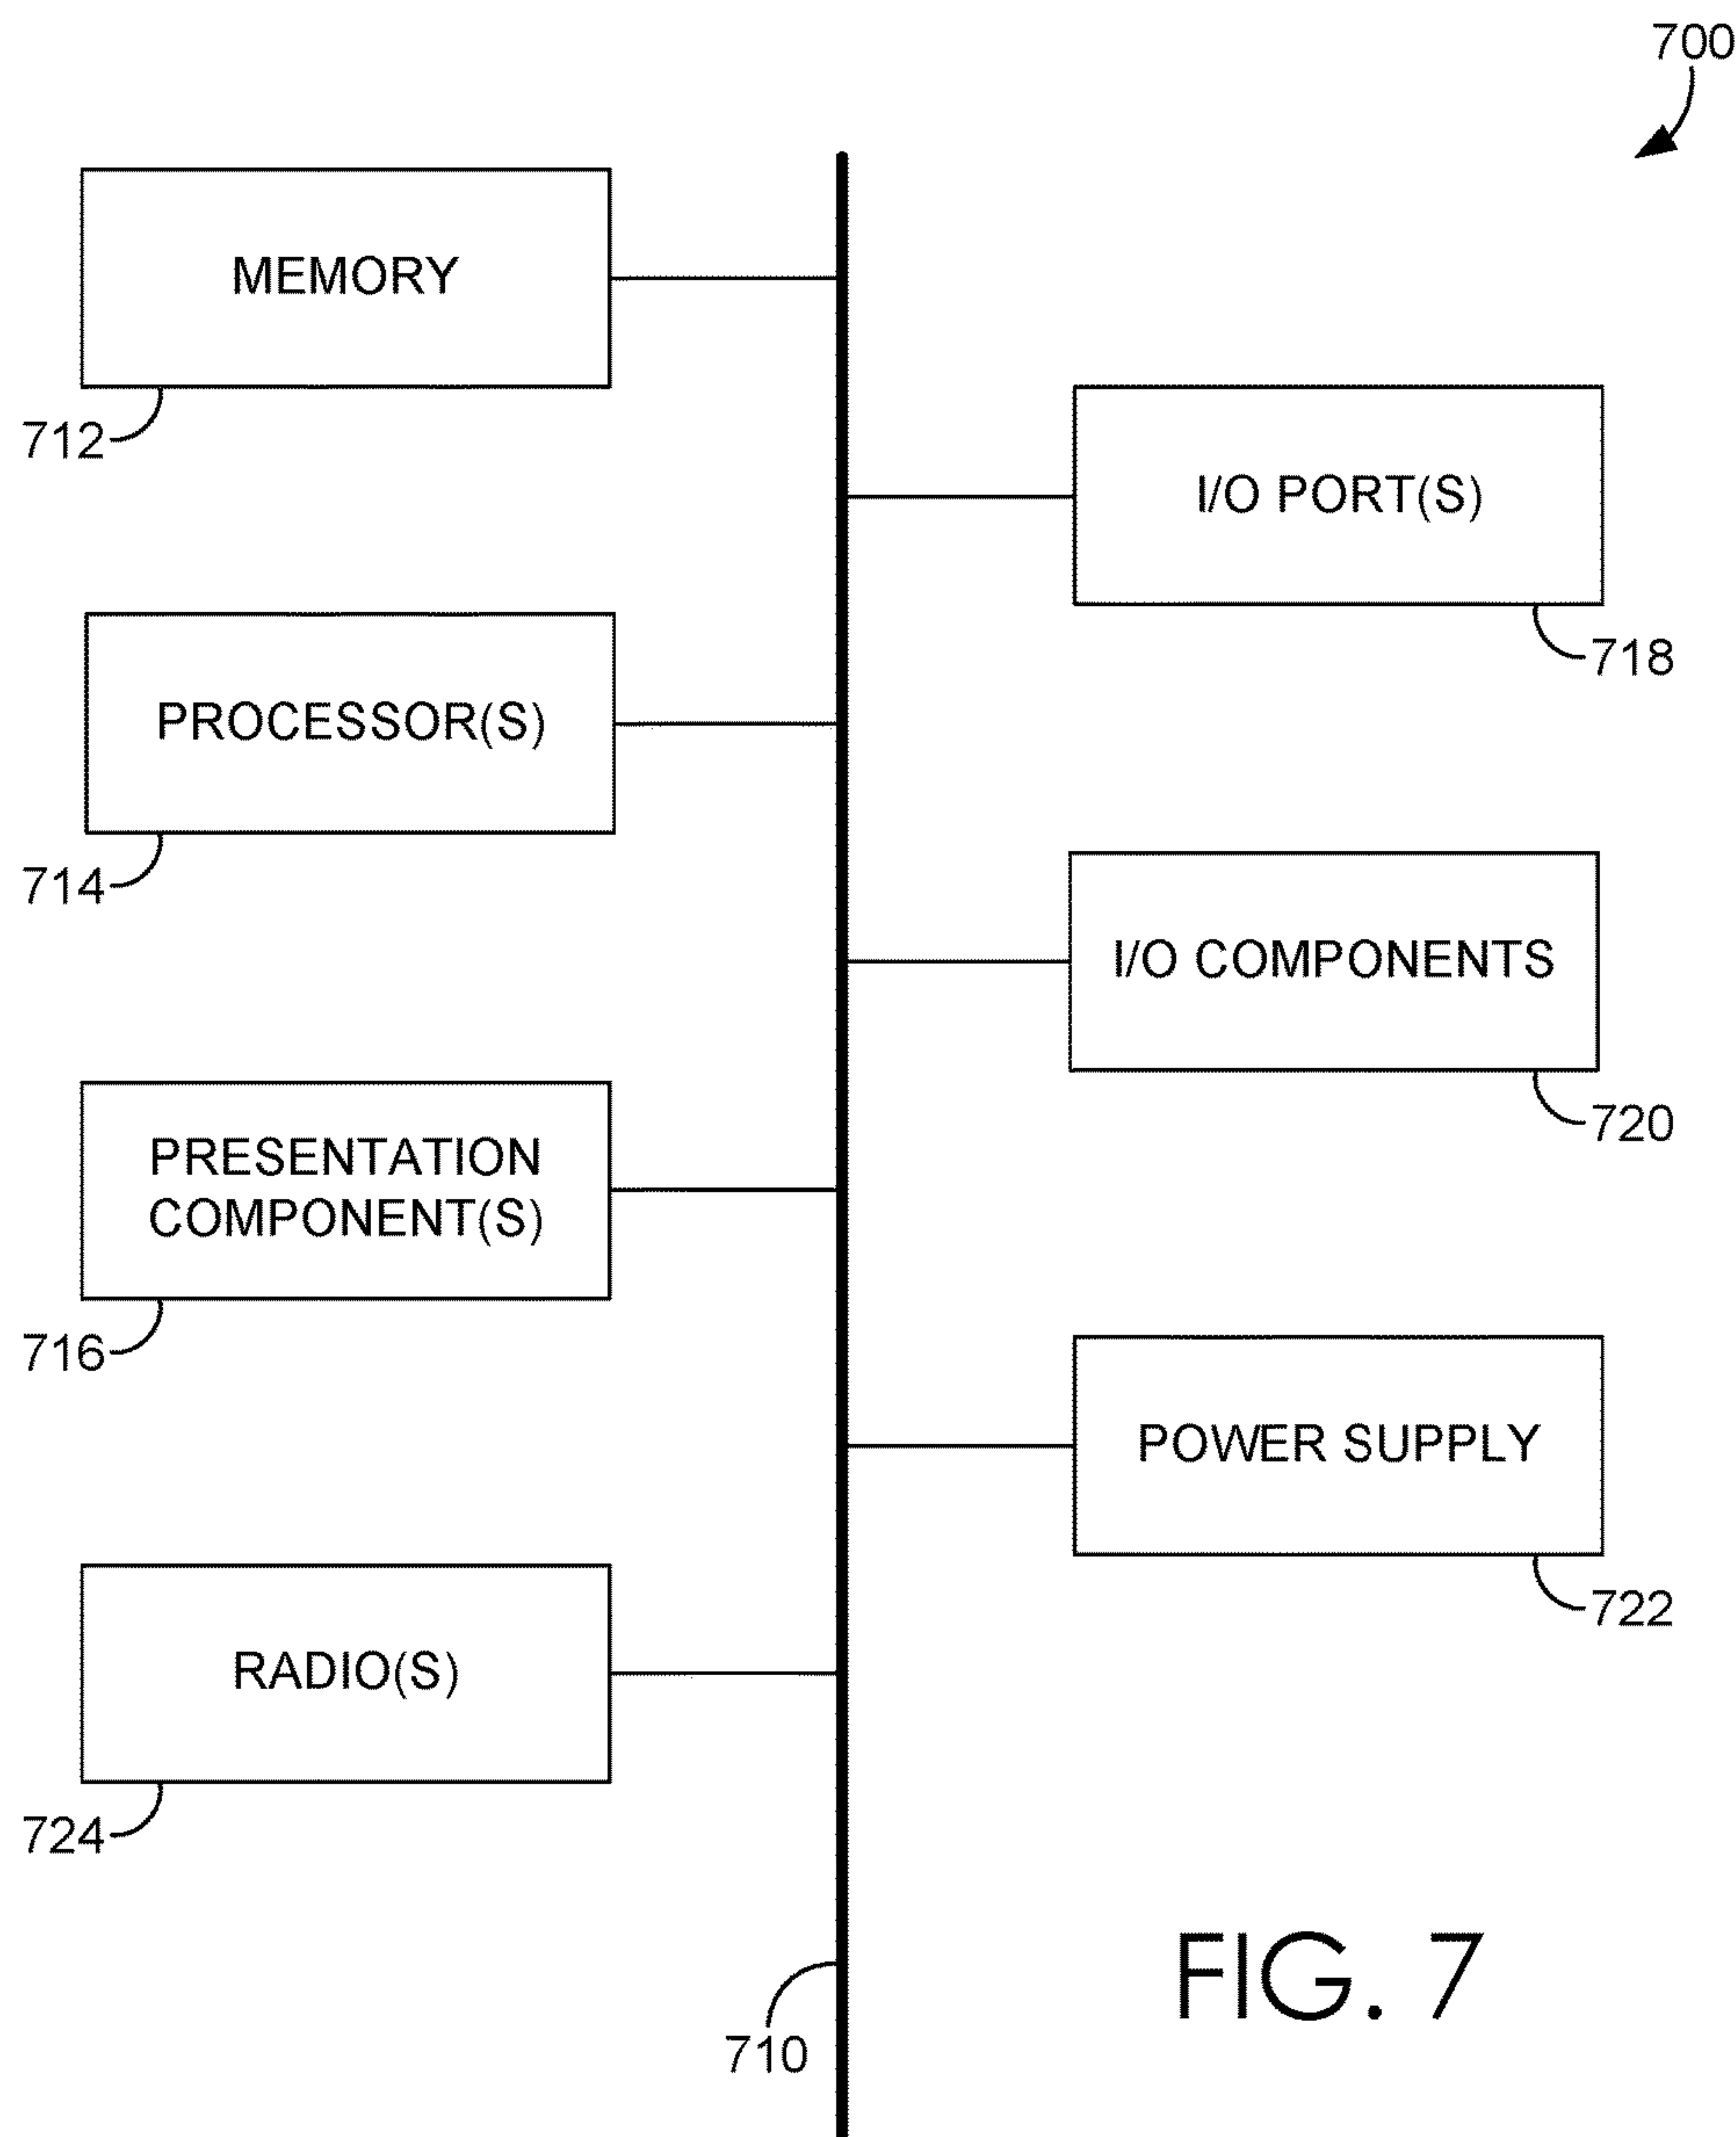 700
MEMORY
712
I/O PORT(S)
718
PROCESSOR(S)
714
I/O COMPONENTS
720
PRESENTATION
COMPONENT(S)
716
POWER SUPPLY
722
RADIO(S)
724
710
FIG. 7